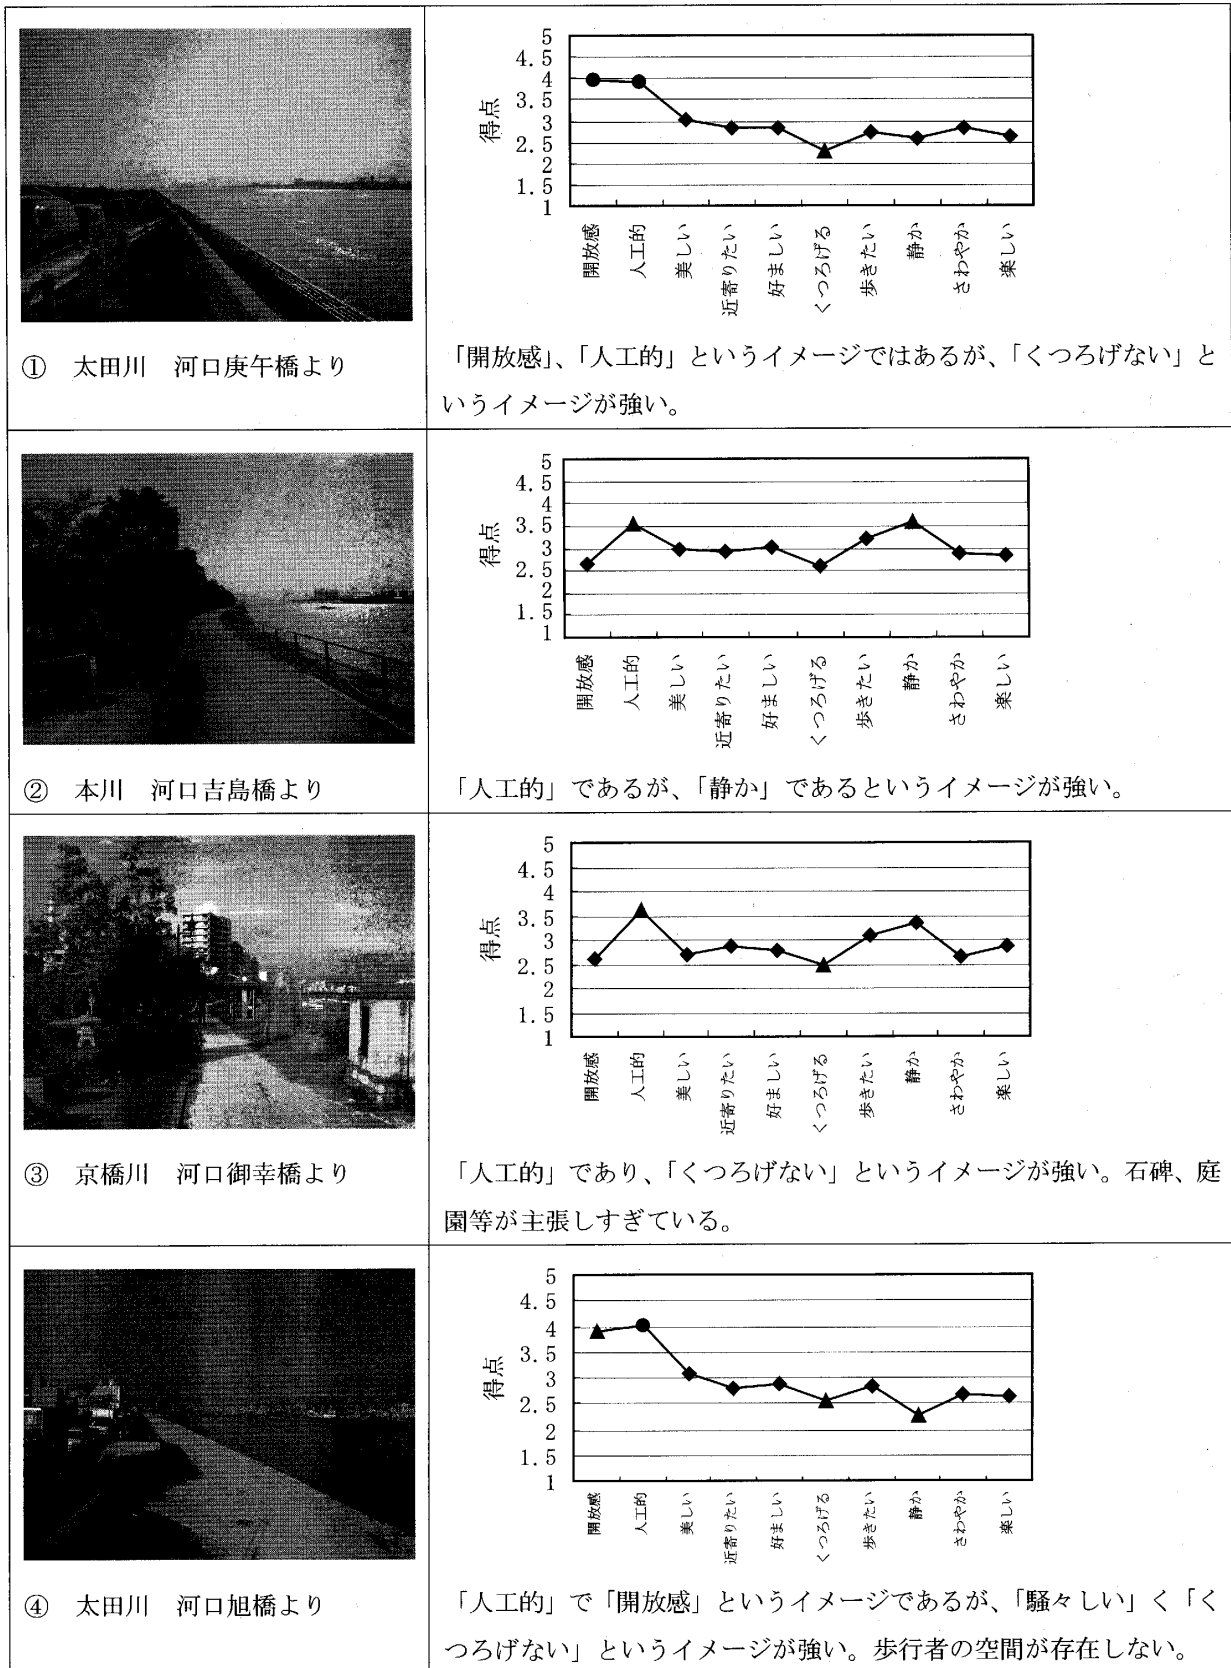 5
4.5
4
3.5
3
2.5
2
1.5
1
得点
開放感
人工的
美しい
近寄りたい
好ましい
くつろげる
歩きたい
静か
さわやか
楽しい
① 太田川 河口庚午橋より
「開放感」、「人工的」というイメージではあるが、「くつろげない」と
いうイメージが強い。
5
4.5
4
3.5
3
2.5
2
1.5
1
得点
開放感
人工的
美しい
近寄りたい
好ましい
くつろげる
歩きたい
静か
さわやか
楽しい
② 本川 河口吉島橋より
「人工的」であるが、「静か」であるというイメージが強い。
5
4.5
4
3.5
3
2.5
2
1.5
1
得点
開放感
人工的
美しい
近寄りたい
好ましい
くつろげる
歩きたい
静か
さわやか
楽しい
③ 京橋川 河口御幸橋より
「人工的」であり、「くつろげない」というイメージが強い。石碑、庭
園等が主張しすぎている。
5
4.5
4
3.5
3
2.5
2
1.5
1
得点
開放感
人工的
美しい
近寄りたい
好ましい
くつろげる
歩きたい
静か
さわやか
楽しい
④ 太田川 河口旭橋より
「人工的」で「開放感」というイメージであるが、「騒々しい」く「く
つろげない」というイメージが強い。歩行者の空間が存在しない。